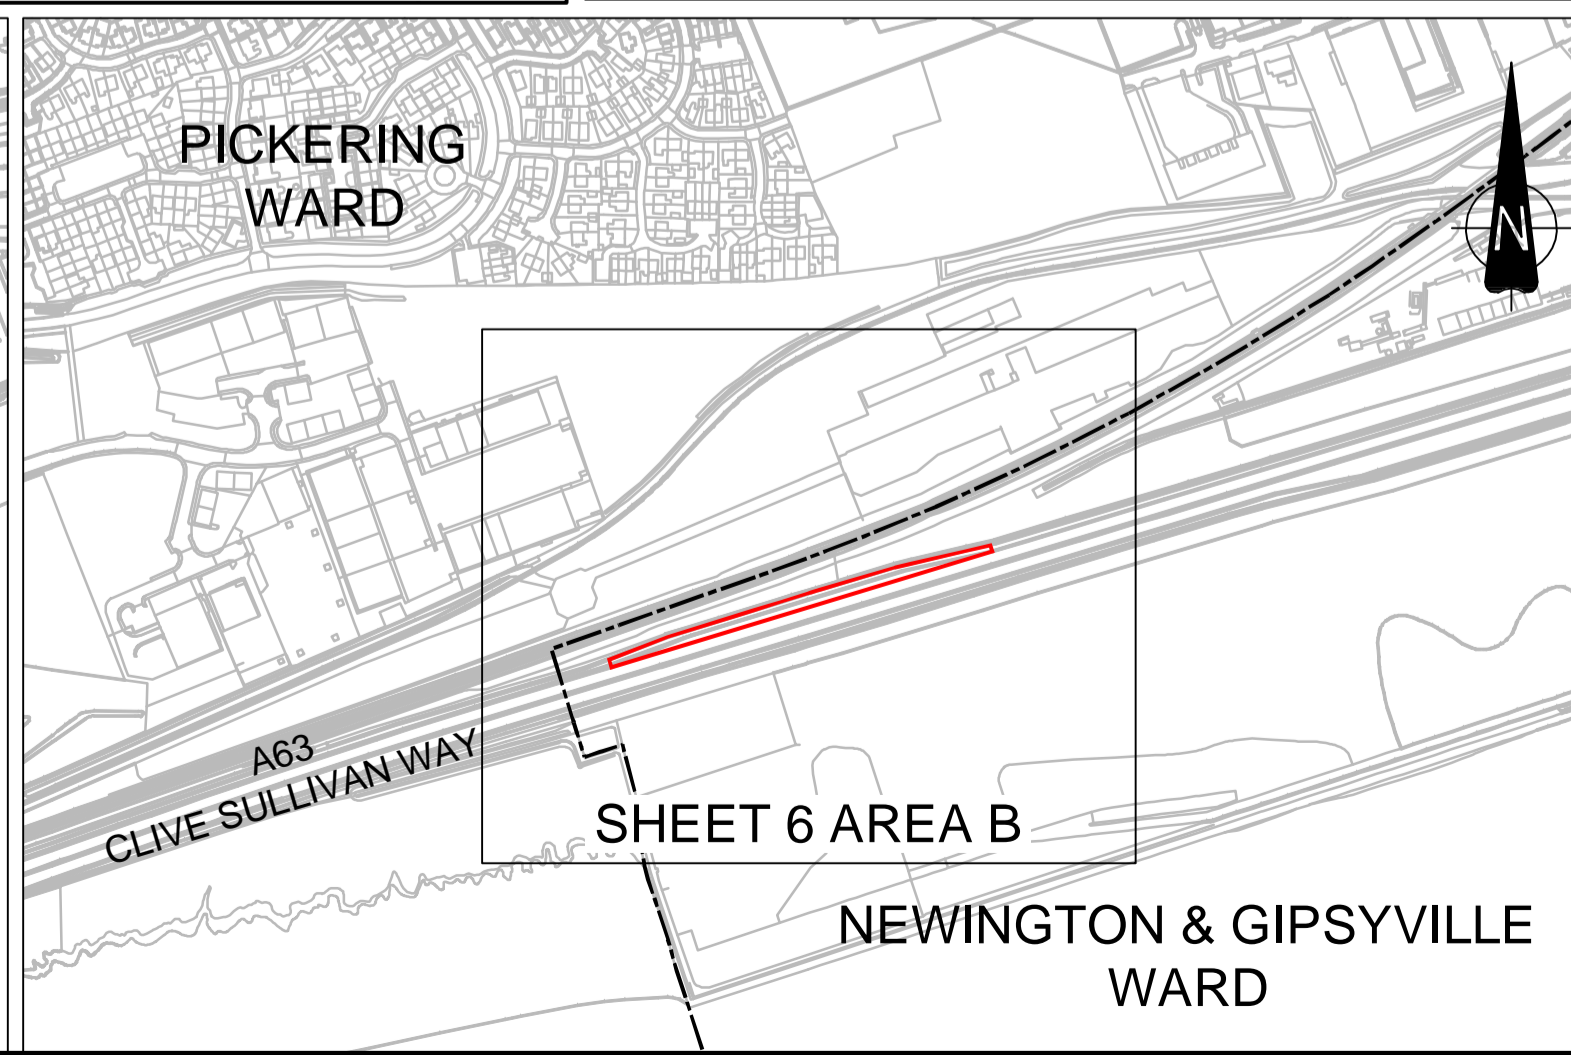 PICKERING
WARD
N
A63
CLIVE SULLIVAN WAY
SHEET 6 AREA B
NEWINGTON & GIPSYVILLE
WARD